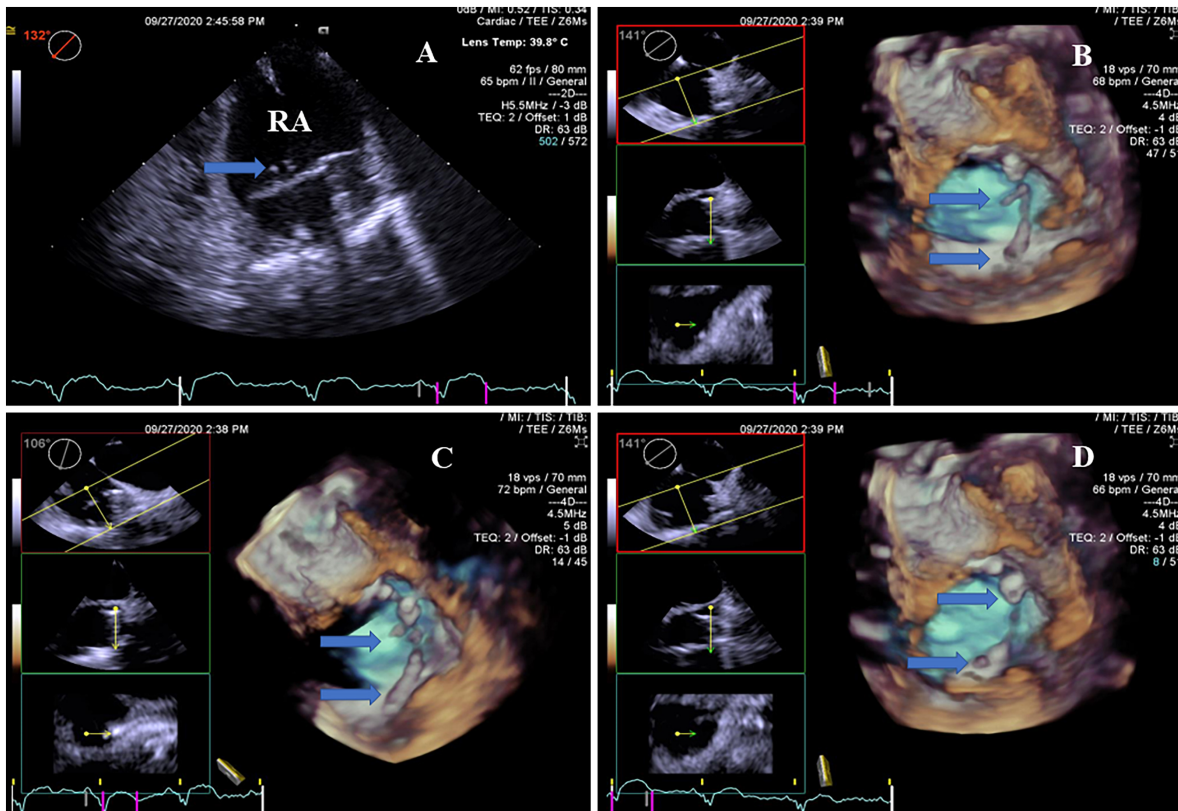 0dB / MI: 0.52 / TIS: 0.34
09/27/2020 2:45:58 PM
Cardiac / TEE / Z6Ms
132°
A
Lens Temp: 39.8° C
62 fps / 80 mm
65 bpm / II / General
---2D---
H5.5MHz / -3 dB
TEQ: 2 / Offset: 1 dB
DR: 63 dB
502 / 572
RA
/ MI: / TIS: / TIB:
09/27/2020 2:39 PM
/ TEE / Z6Ms
141°
B
18 vps / 70 mm
68 bpm / General
---4D---
4.5MHz
4 dB
TEQ: 2 / Offset: -1 dB
DR: 63 dB
47 / 51
/ MI: / TIS: / TIB:
09/27/2020 2:38 PM
/ TEE / Z6Ms
106°
C
18 vps / 70 mm
72 bpm / General
---4D---
4.5MHz
5 dB
TEQ: 2 / Offset: -1 dB
DR: 63 dB
14 / 45
/ MI: / TIS: / TIB:
09/27/2020 2:39 PM
/ TEE / Z6Ms
141°
D
18 vps / 70 mm
66 bpm / General
---4D---
4.5MHz
4 dB
TEQ: 2 / Offset: -1 dB
DR: 63 dB
8 / 51